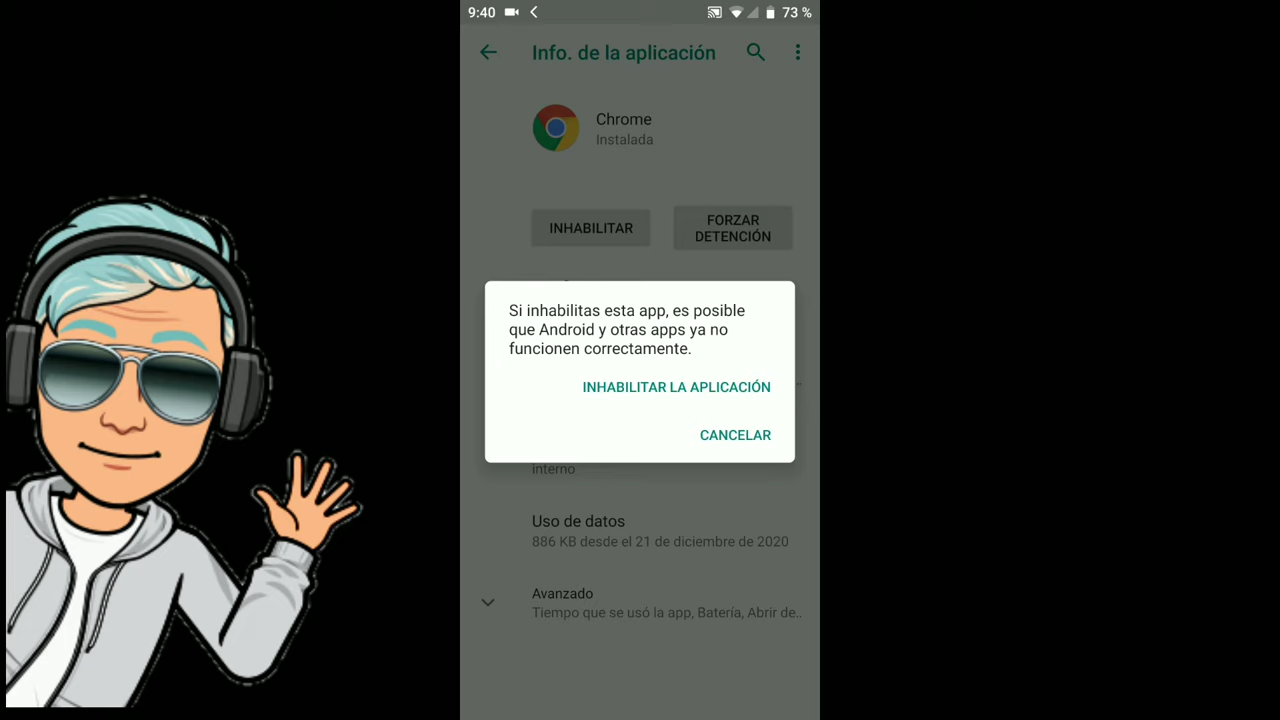 9:40
73 %
Info. de la aplicación
Chrome
Instalada
INHABILITAR
FORZAR
DETENCIÓN
Si inhabilitas esta app, es posible
que Android y otras apps ya no
funcionen correctamente.
INHABILITAR LA APLICACIÓN
CANCELAR
interno
Uso de datos
886 KB desde el 21 de diciembre de 2020
Avanzado
Tiempo que se usó la app, Batería, Abrir de..